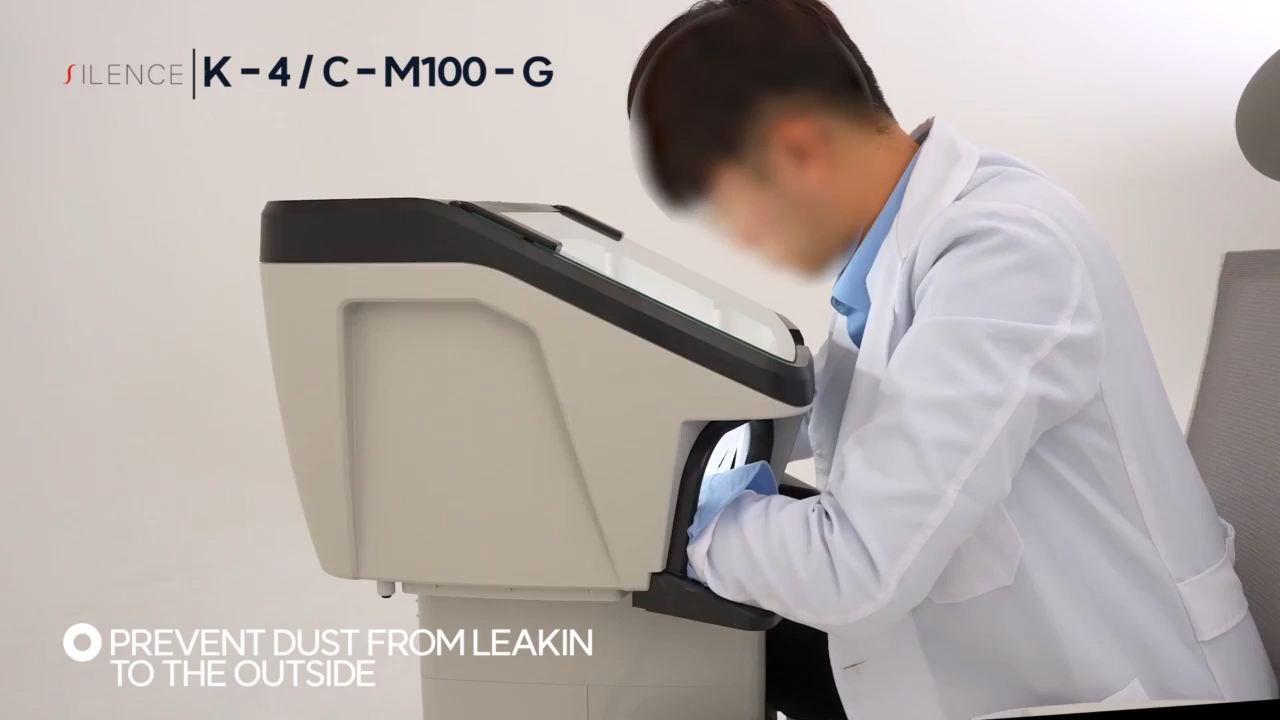 SILENCE K-4/C-M100-G
PREVENT DUST FROM LEAKIN
TO THE OUTSIDE